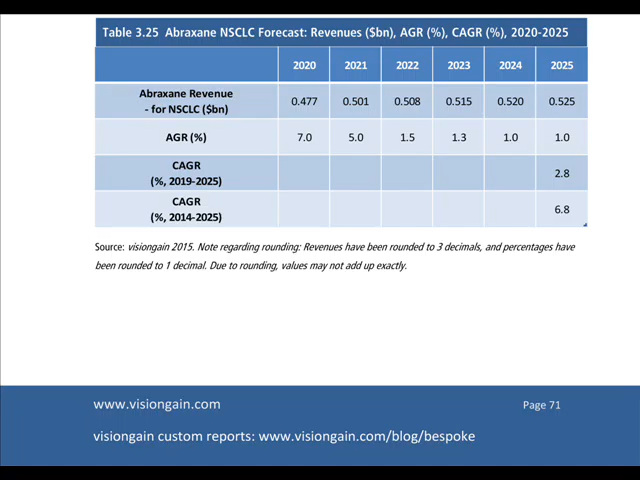 Table 3.25 Abraxane NSCLC Forecast: Revenues ($bn), AGR (%), CAGR (%), 2020-2025
2020 2021 2022 2023 2024 2025
Abraxane Revenue
- for NSCLC ($bn)
0.477 0.501 0.508 0.515 0.520 0.525
AGR (%) 7.0 5.0 1.5 1.3 1.0 1.0
CAGR
(%, 2019-2025)
2.8
CAGR
(%, 2014-2025)
6.8
Source: visiongain 2015. Note regarding rounding: Revenues have been rounded to 3 decimals, and percentages have
been rounded to 1 decimal. Due to rounding, values may not add up exactly.
www.visiongain.com Page 71
visiongain custom reports: www.visiongain.com/blog/bespoke